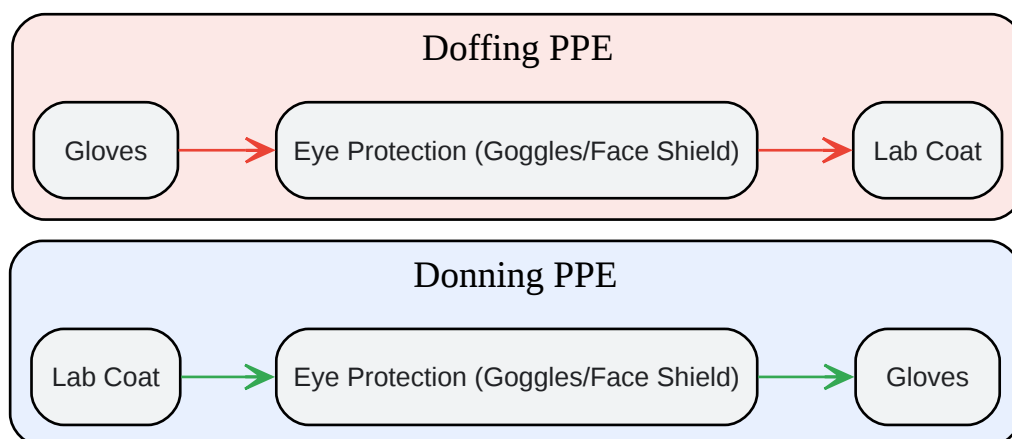 Doffing PPE
Gloves
Eye Protection (Goggles/Face Shield)
Lab Coat
Donning PPE
Lab Coat
Eye Protection (Goggles/Face Shield)
Gloves